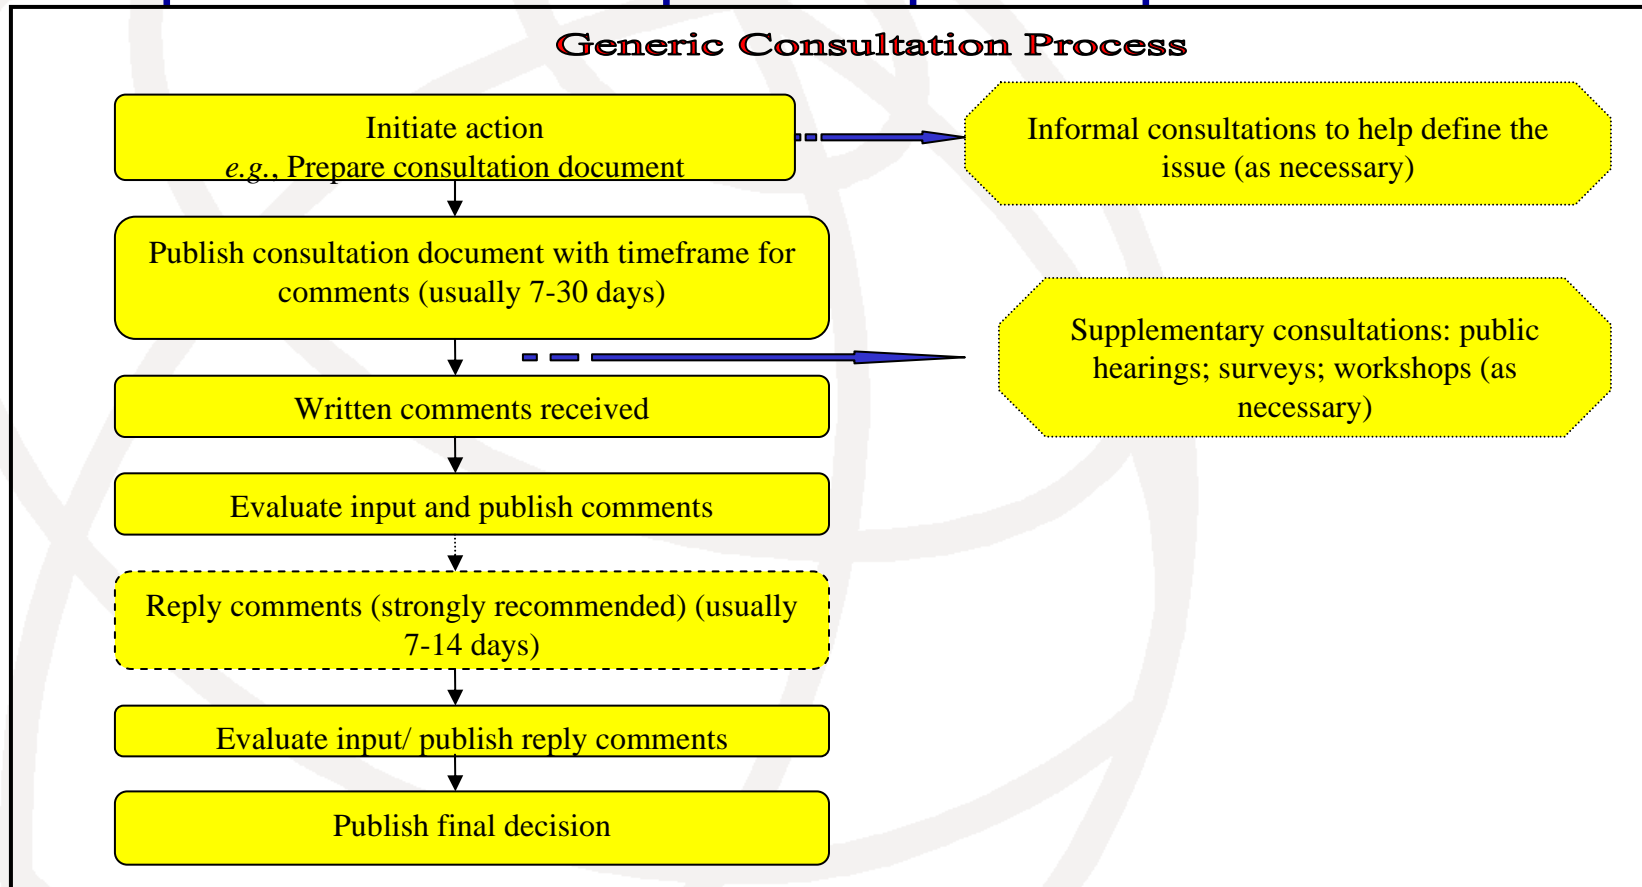 Generic Consultation Process
Initiate action
e.g., Prepare consultation document
Informal consultations to help define the
issue (as necessary)
Publish consultation document with timeframe for
comments (usually 7-30 days)
Supplementary consultations: public
hearings; surveys; workshops (as
necessary)
Written comments received
Evaluate input and publish comments
Reply comments (strongly recommended) (usually
7-14 days)
Evaluate input/ publish reply comments
Publish final decision